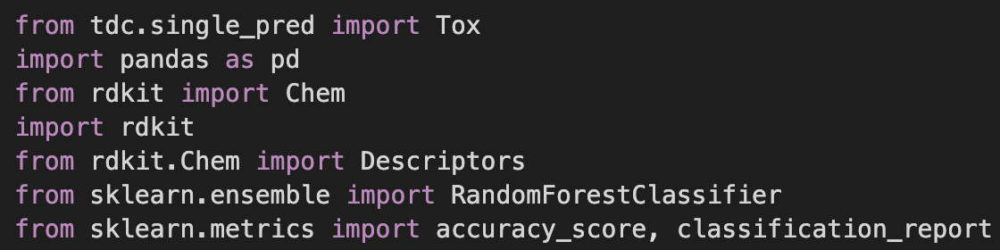 from tdc.single_pred import Tox
import pandas as pd
from rdkit import Chem
import rdkit
from rdkit.Chem import Descriptors
from sklearn.ensemble import RandomForestClassifier
from sklearn.metrics import accuracy_score, classification_report